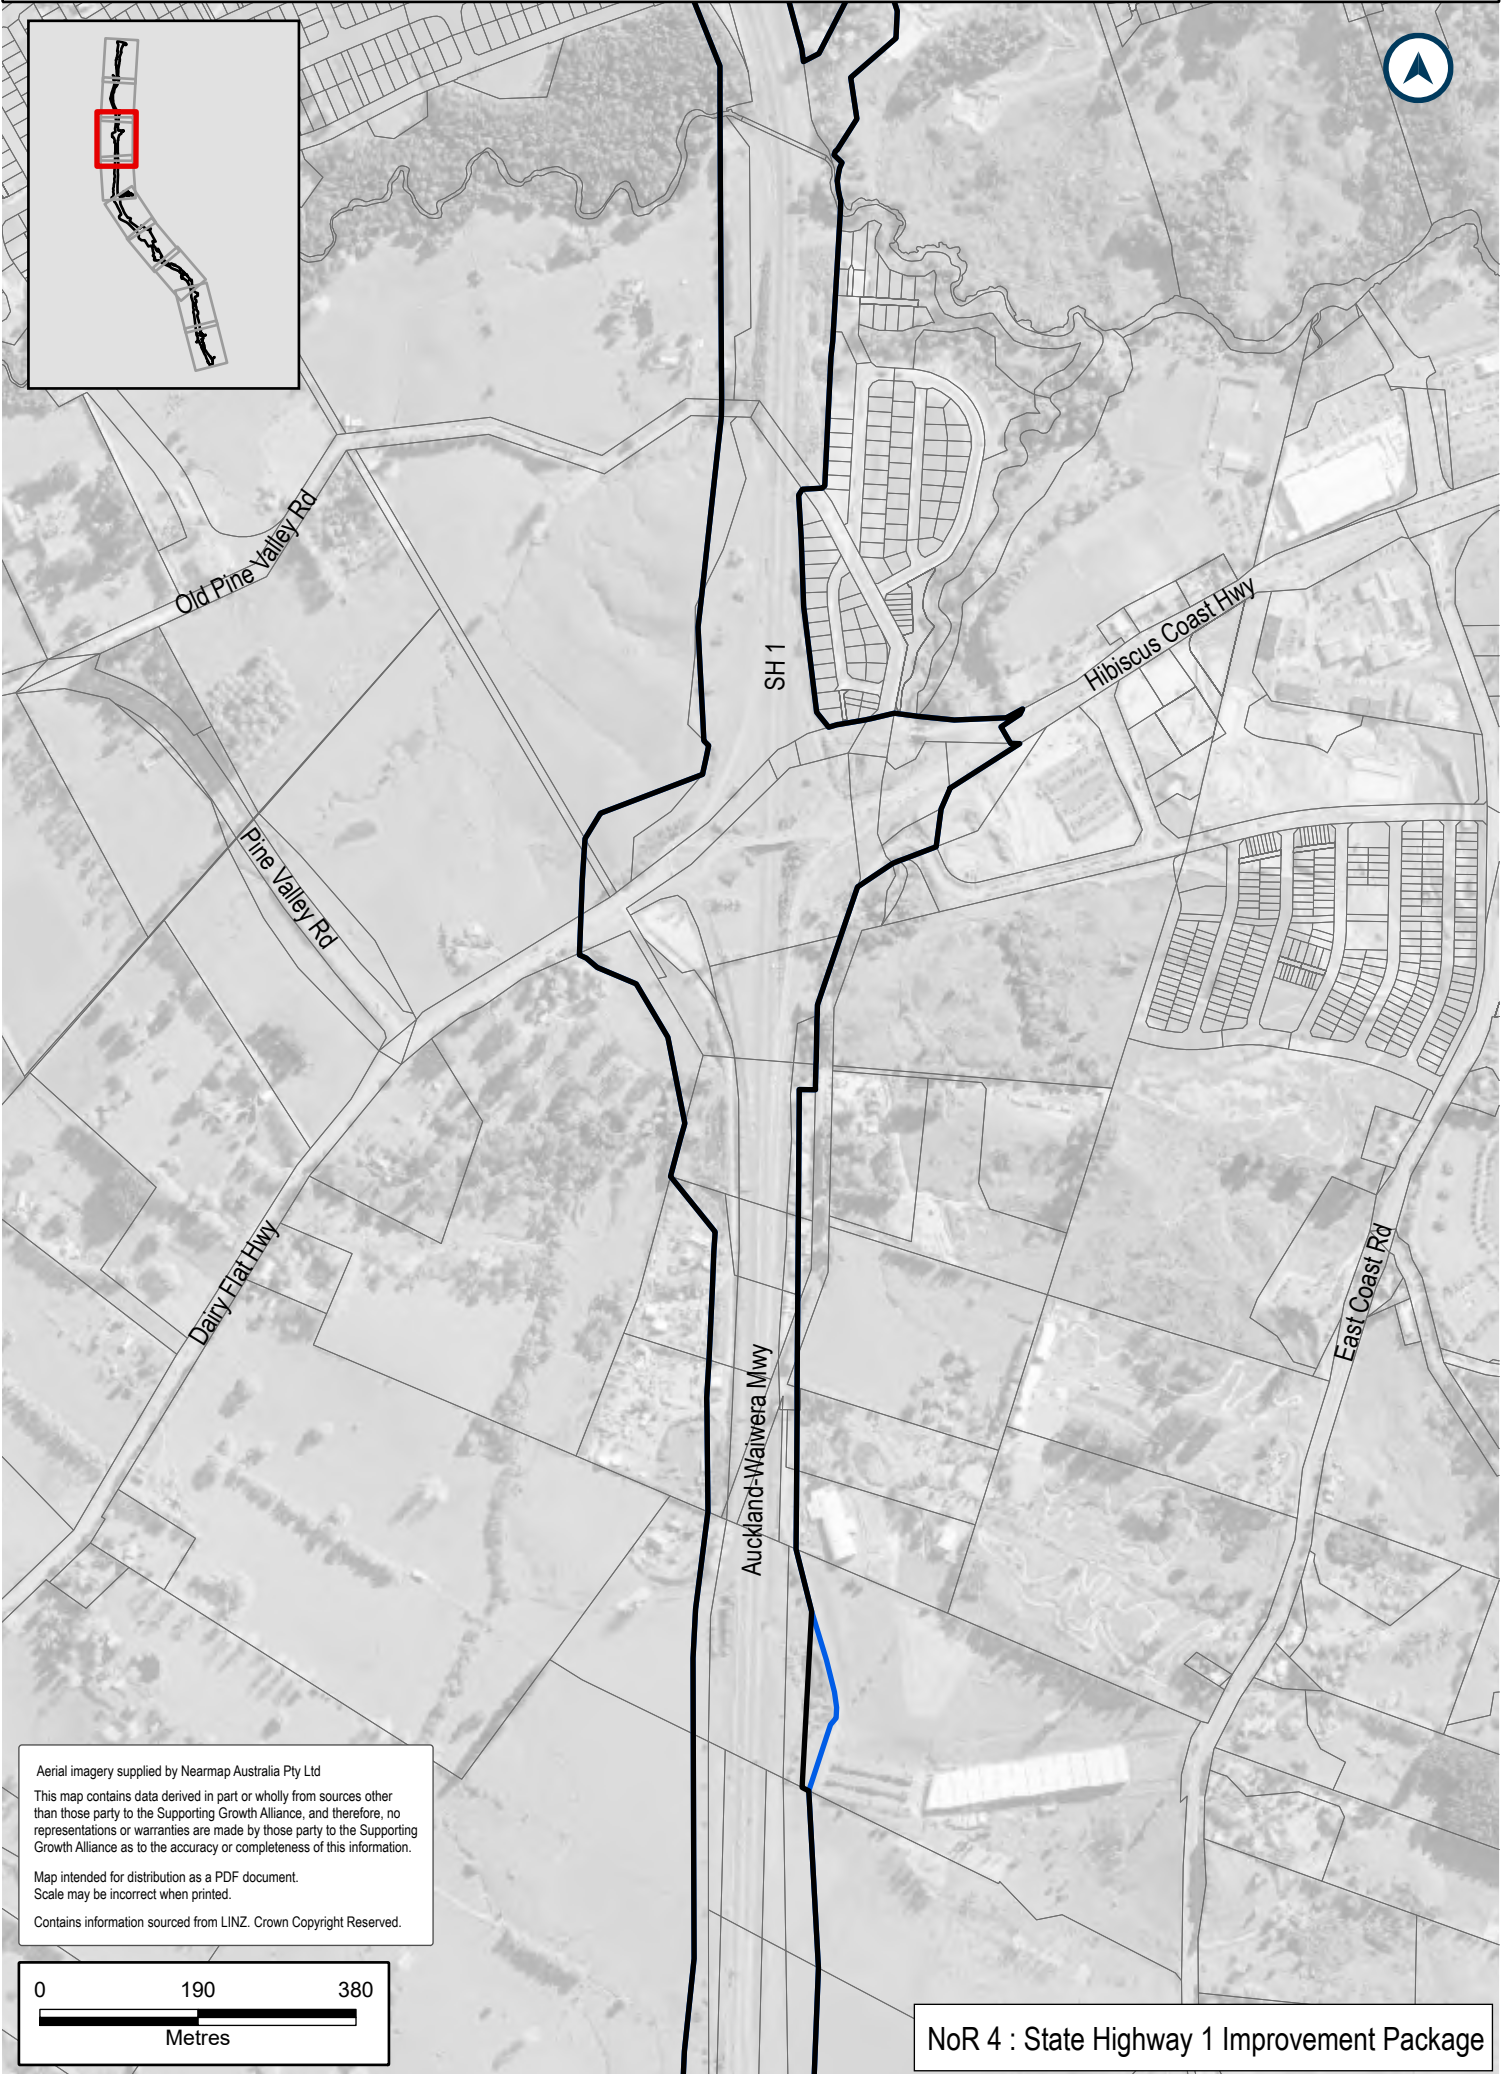 Old Pine Valley Rd
SH 1
Hibiscus Coast Hwy
Pine Valley Rd
Dairy Flat Hwy
East Coast Rd
Auckland-Waiwera Mwy
Aerial imagery supplied by Nearmap Australia Pty Ltd
This map contains data derived in part or wholly from sources other
than those party to the Supporting Growth Alliance, and therefore, no
representations or warranties are made by those party to the Supporting
Growth Alliance as to the accuracy or completeness of this information.
Map intended for distribution as a PDF document.
Scale may be incorrect when printed.
Contains information sourced from LINZ. Crown Copyright Reserved.
0 190 380
Metres
NoR 4 : State Highway 1 Improvement Package